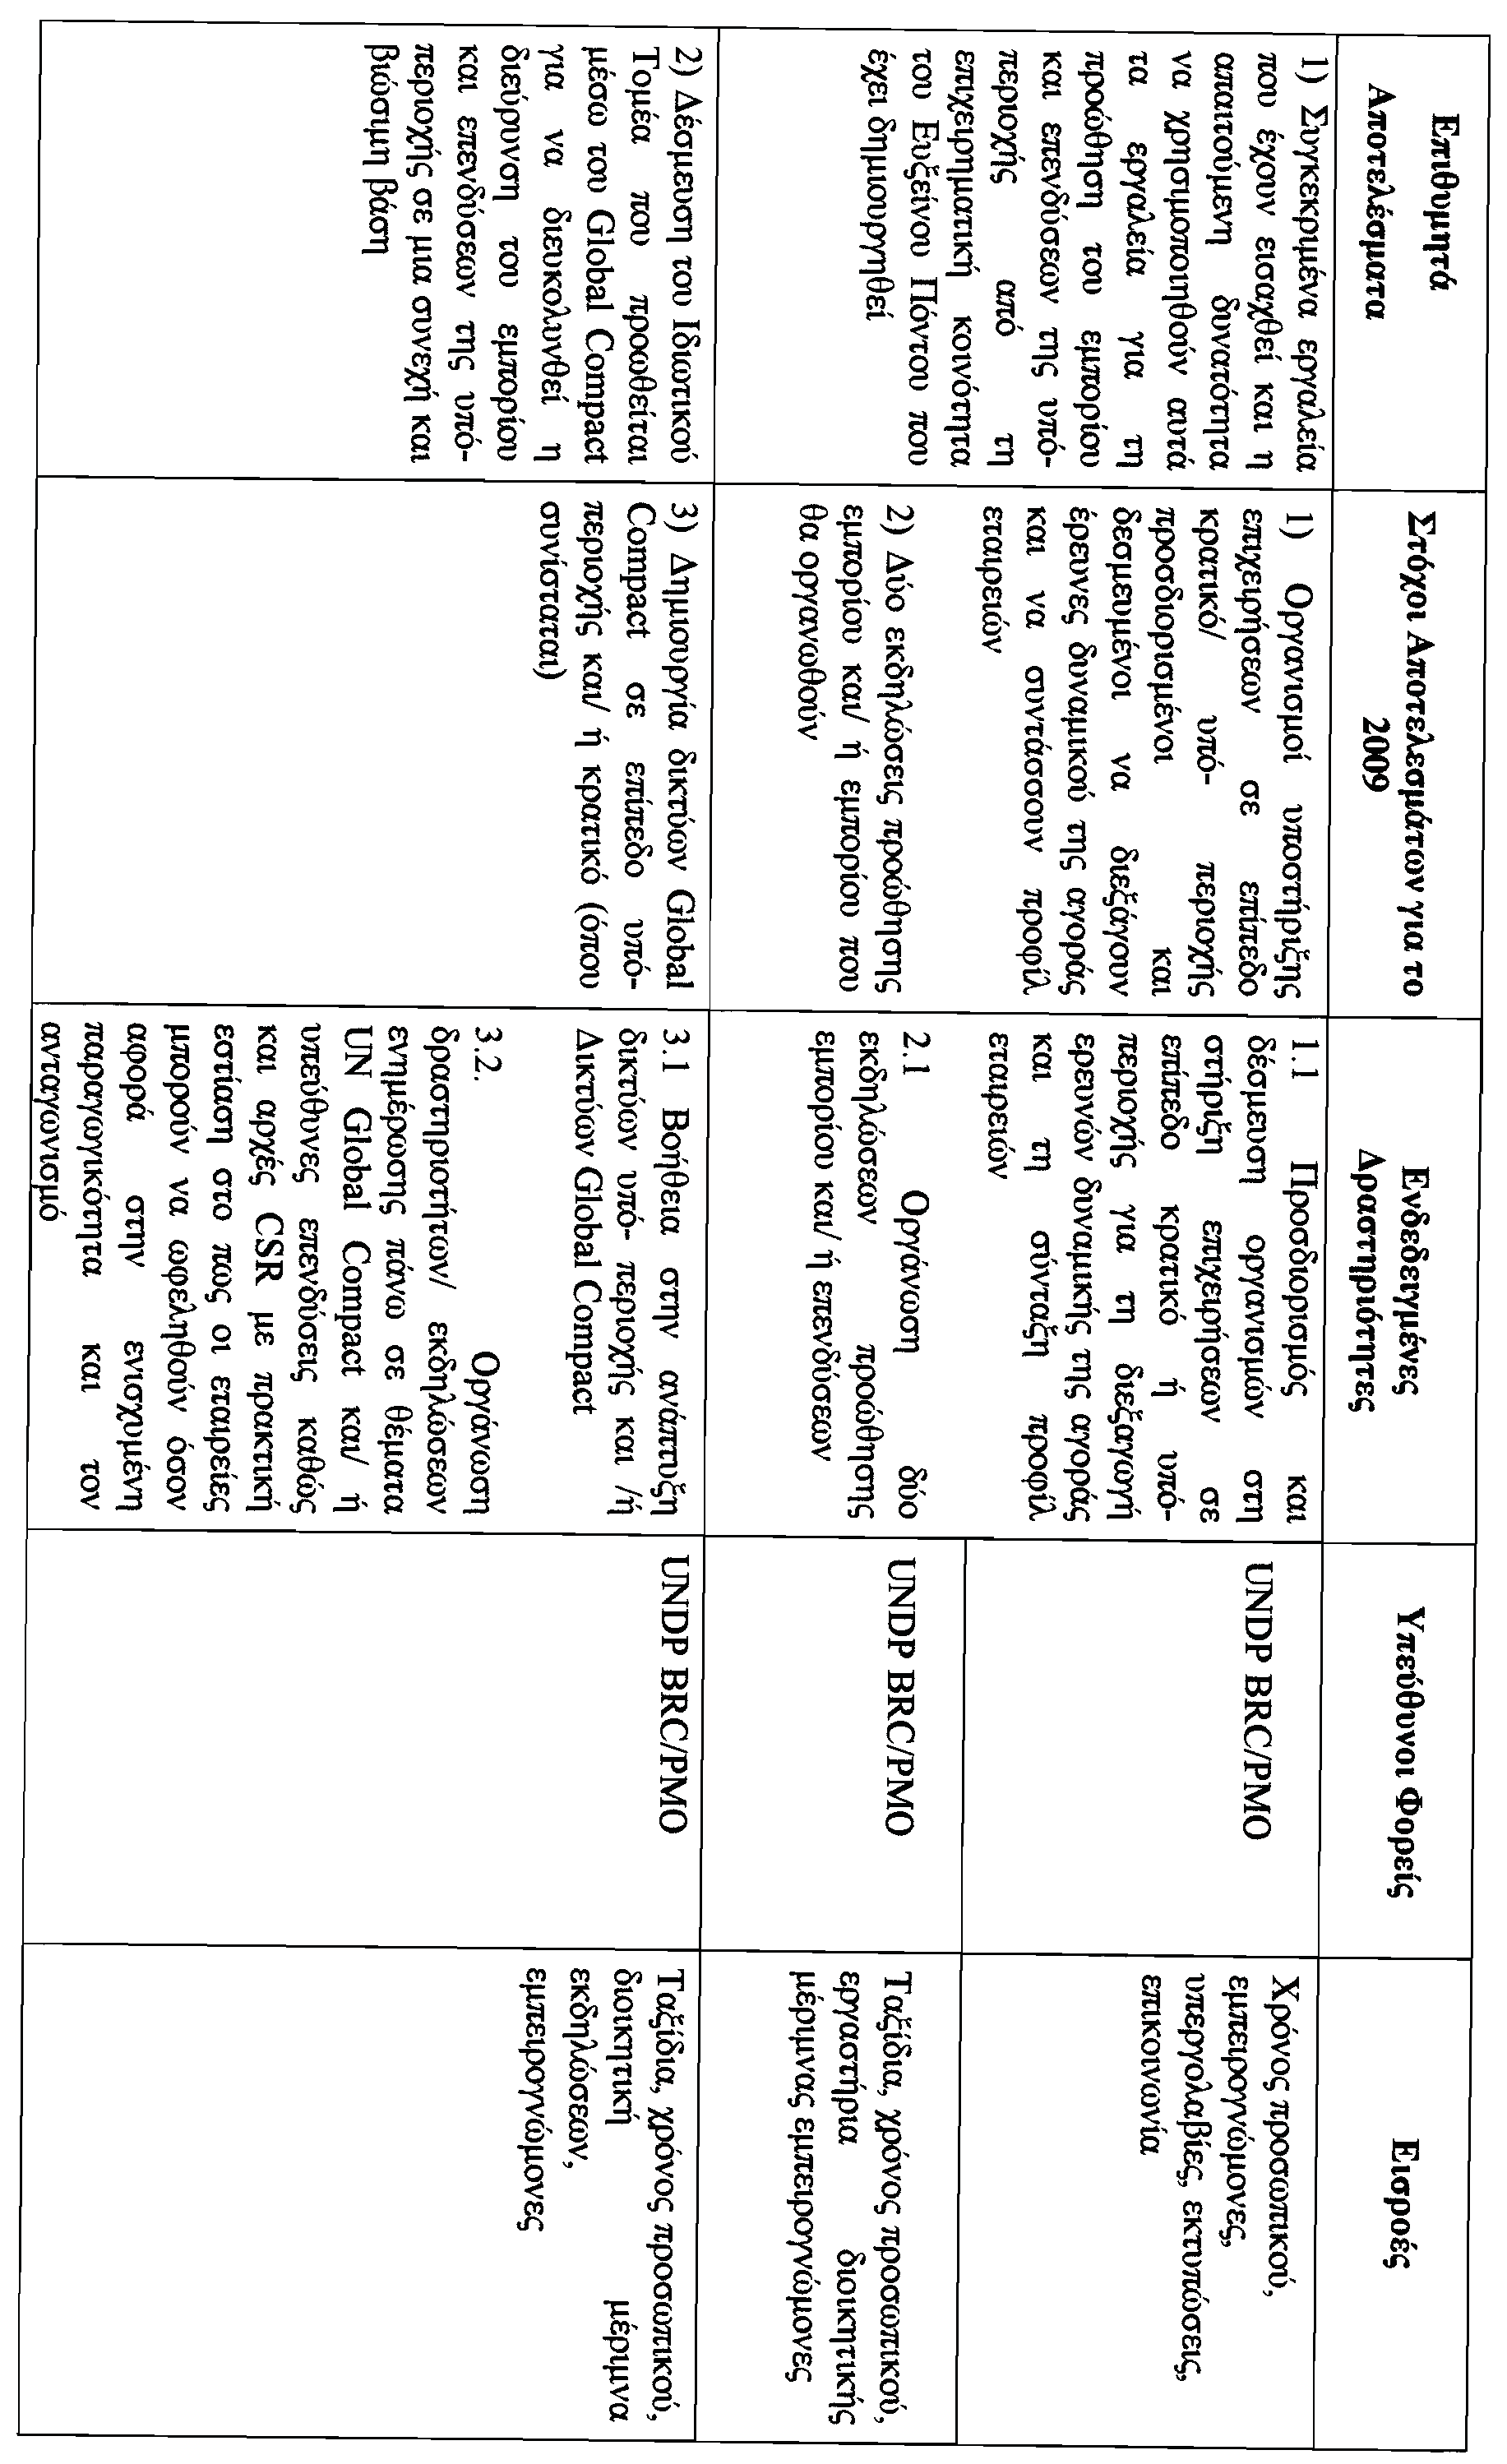 Επιθυμητά
Αποτελέσματα
Στόχοι Αποτελεσμάτων για το
2009
Ενδεδειγμένες
Δραστηριότητες
Υπεύθυνοι Φορείς
Εισροές
1) Συγκεκριμένα εργαλεία
που έχουν εισαχθεί και η
απαιτούμενη δυνατότητα
να χρησιμοποιηθούν αυτά
τα εργαλεία για τη
προώθηση του εμπορίου
και επενδύσεων της υπό-
περιοχής από τη
επιχειρηματική κοινότητα
του Ευξείνου Πόντου που
έχει δημιουργηθεί
1) Οργανισμοί υποστήριξης
επιχειρήσεων σε επίπεδο
κρατικό/ υπό- περιοχής
προσδιορισμένοι και
δεσμευμένοι να διεξάγουν
έρευνες δυναμικού της αγοράς
και να συντάσσουν προφίλ
εταιρειών
1.1 Προσδιορισμός και
δέσμευση οργανισμών στη
στήριξη επιχειρήσεων σε
επίπεδο κρατικό ή υπό-
περιοχής για τη διεξαγωγή
ερευνών δυναμικής της αγοράς
και τη σύνταξη προφίλ
εταιρειών
UNDP BRC/PMO
Χρόνος προσωπικού,
εμπειρογνώμονες,
υπεργολαβίες, εκτυπώσεις,
επικοινωνία
2) Δύο εκδηλώσεις προώθησης
εμπορίου και/ ή εμπορίου που
θα οργανωθούν
2.1 Οργάνωση δύο
εκδηλώσεων προώθησης
εμπορίου και/ ή επενδύσεων
UNDP BRC/PMO
Ταξίδια, χρόνος προσωπικού,
εργαστήρια διοικητικής
μέριμνας εμπειρογνώμονες
2) Δέσμευση του Ιδιωτικού
Τομέα που προωθείται
μέσω του Global Compact
για να διευκολυνθεί η
διεύρυνση του εμπορίου
και επενδύσεων της υπό-
περιοχής σε μια συνεχή και
βιώσιμη βάση
3) Δημιουργία δικτύων Global
Compact σε επίπεδο υπό-
περιοχής και/ ή κρατικό (όπου
συνίσταται)
3.1 Βοήθεια στην ανάπτυξη
δικτύων υπό- περιοχής και /ή
Δικτύων Global Compact
3.2. Οργάνωση
δραστηριοτήτων/ εκδηλώσεων
ενημέρωσης πάνω σε θέματα
UN Global Compact και/ ή
υπεύθυνες επενδύσεις καθώς
και αρχές CSR με πρακτική
εστίαση στο πως οι εταιρείες
μπορούν να ωφεληθούν όσον
αφορά στην ενισχυμένη
παραγωγικότητα και τον
ανταγωνισμό
UNDP BRC/PMO
Ταξίδια, χρόνος προσωπικού,
διοικητική μέριμνα
εκδηλώσεων,
εμπειρογνώμονες